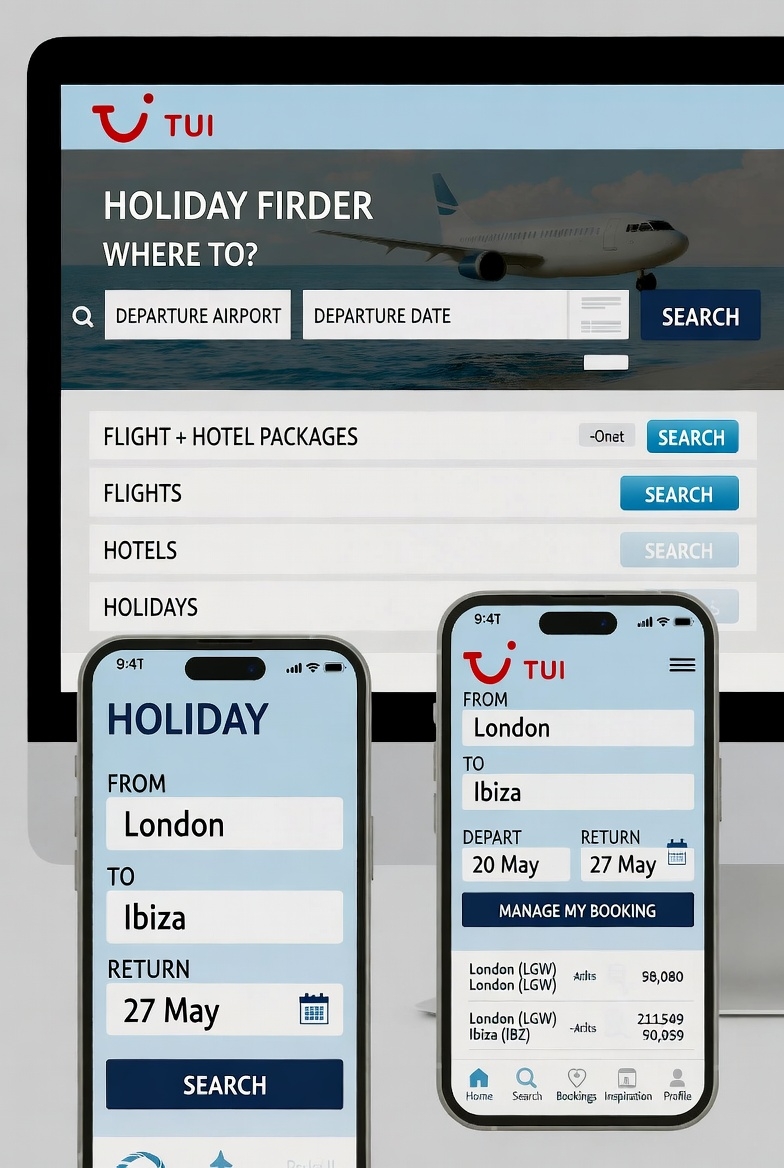 TUI
HOLIDAY FIRDER
WHERE TO?
DEPARTURE AIRPORT
DEPARTURE DATE
SEARCH
FLIGHT + HOTEL PACKAGES
-Onet
SEARCH
FLIGHTS
SEARCH
HOTELS
SEARCH
HOLIDAYS
9:4T
HOLIDAY
FROM
London
TO
Ibiza
RETURN
27 May
SEARCH
9:4T
TUI
FROM
London
TO
Ibiza
DEPART
RETURN
20 May
27 May
MANAGE MY BOOKING
London (LGW)
London (LGW)
98,080
London (LGW)
Ibiza (IBZ)
211549
90,959
Home
Search
Bookings
Inspiration
Profile